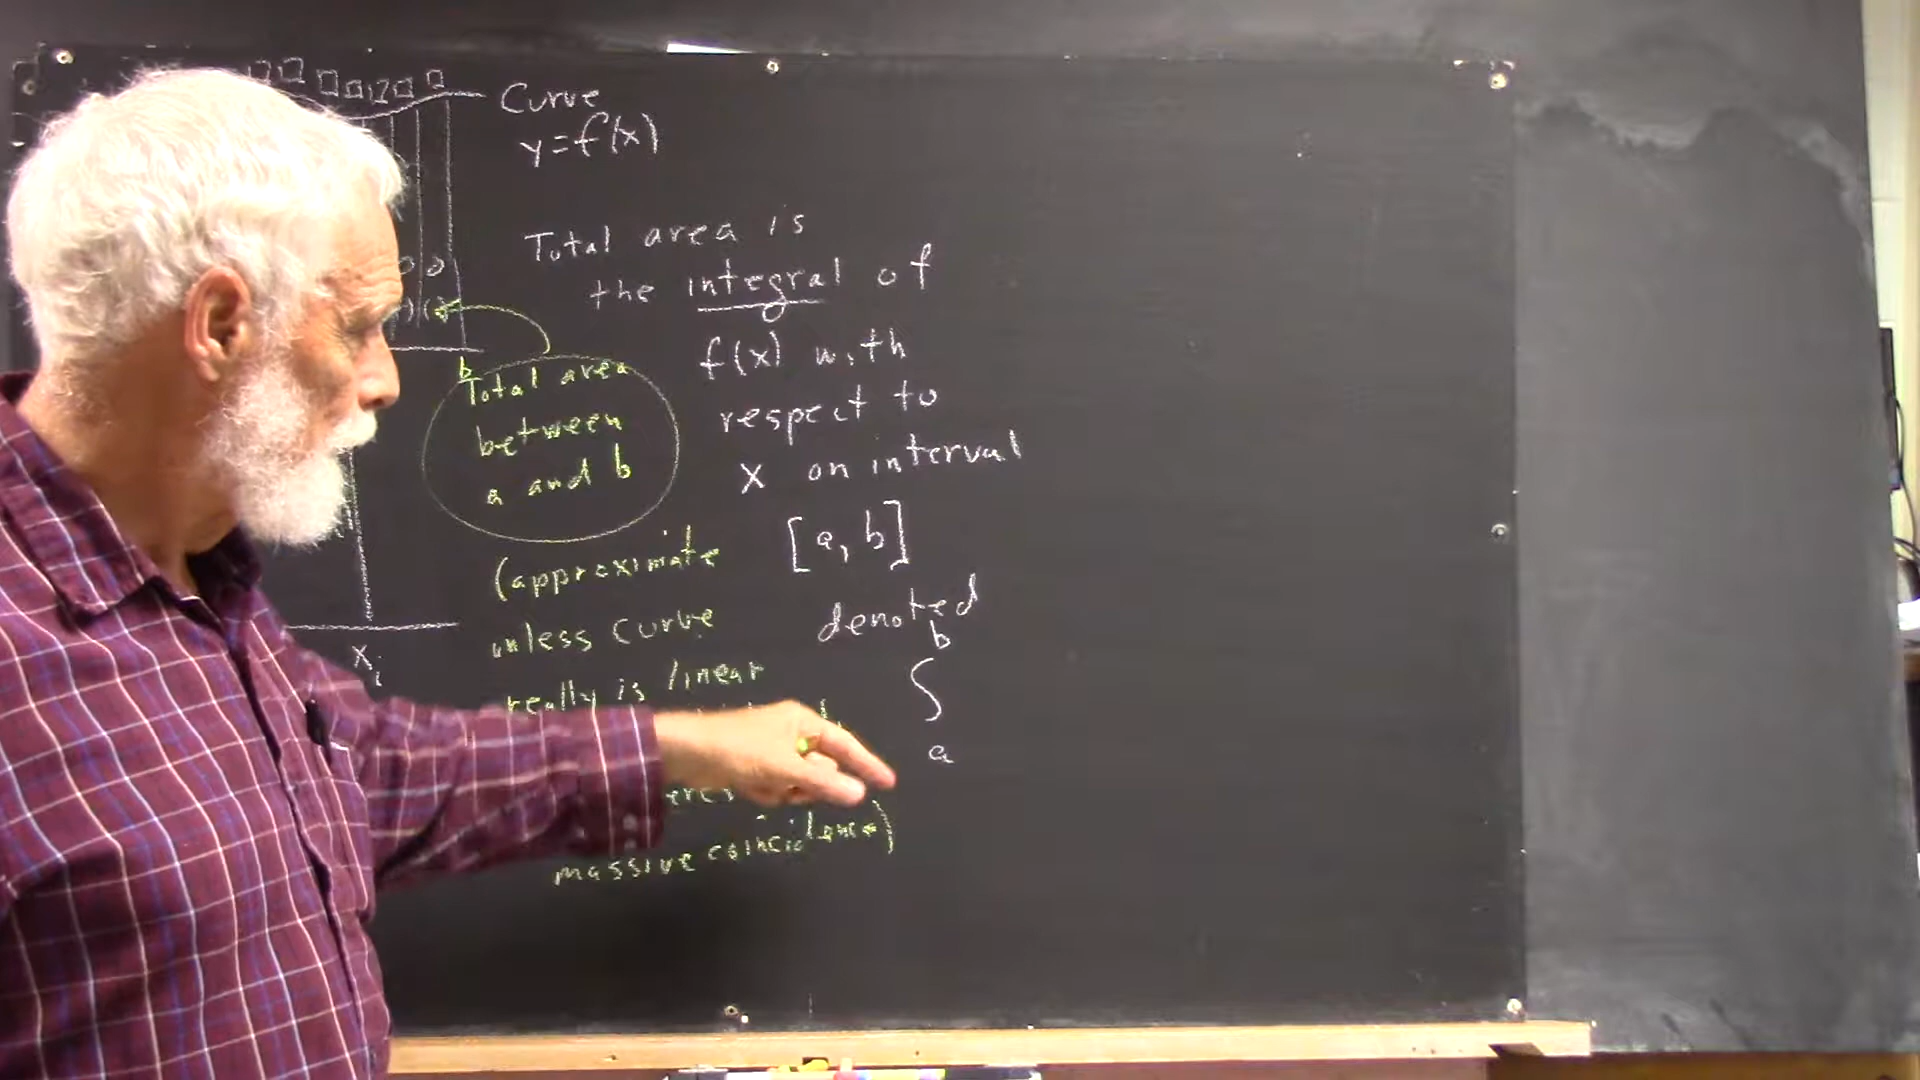 Curve
y=f(x)
Total area is
the integral of
f(x) with
respect to
x on interval
[a, b]
denoted
b
∫
a
b
Total area
between
a and b
(approximate
unless curve
really is linear
massive coincidence)
x_i